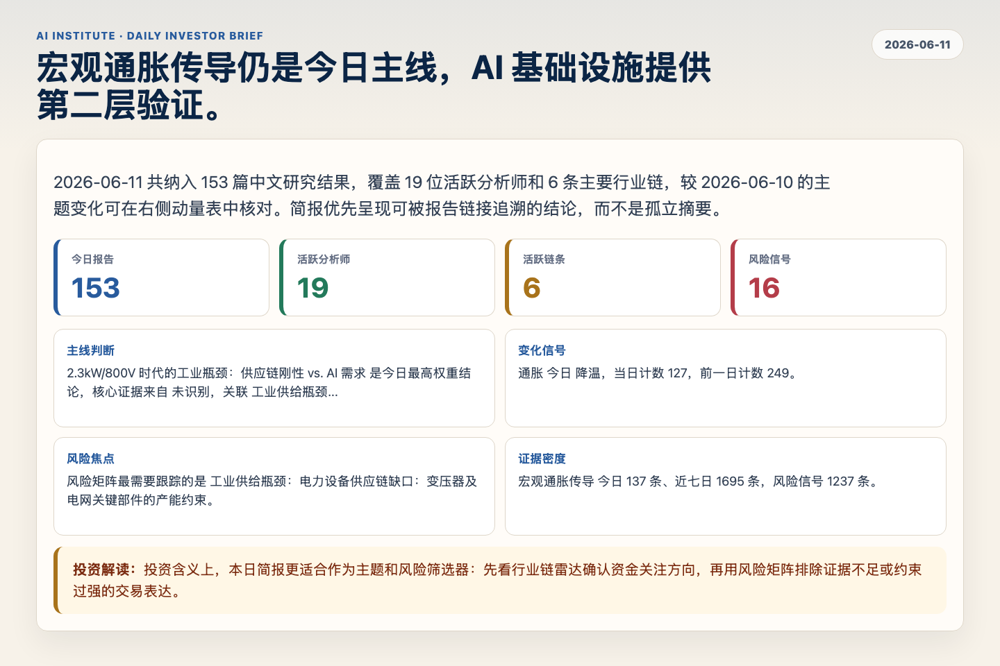 AI INSTITUTE · DAILY INVESTOR BRIEF
2026-06-11
宏观通胀传导仍是今日主线，AI 基础设施提供
第二层验证。
2026-06-11 共纳入 153 篇中文研究结果，覆盖 19 位活跃分析师和 6 条主要行业链，较 2026-06-10 的主
题变化可在右侧动量表中核对。简报优先呈现可被报告链接追溯的结论，而不是孤立摘要。
今日报告
153
活跃分析师
19
活跃链条
6
风险信号
16
主线判断
2.3kW/800V 时代的工业瓶颈：供应链刚性 vs. AI 需求 是今日最高权重结
论，核心证据来自 未识别，关联 工业供给瓶颈...
变化信号
通胀 今日 降温，当日计数 127，前一日计数 249。
风险焦点
风险矩阵最需要跟踪的是 工业供给瓶颈：电力设备供应链缺口：变压器及
电网关键部件的产能约束。
证据密度
宏观通胀传导 今日 137 条、近七日 1695 条，风险信号 1237 条。
投资解读：投资含义上，本日简报更适合作为主题和风险筛选器：先看行业链雷达确认资金关注方向，再用风险矩阵排除证据不足或约束
过强的交易表达。